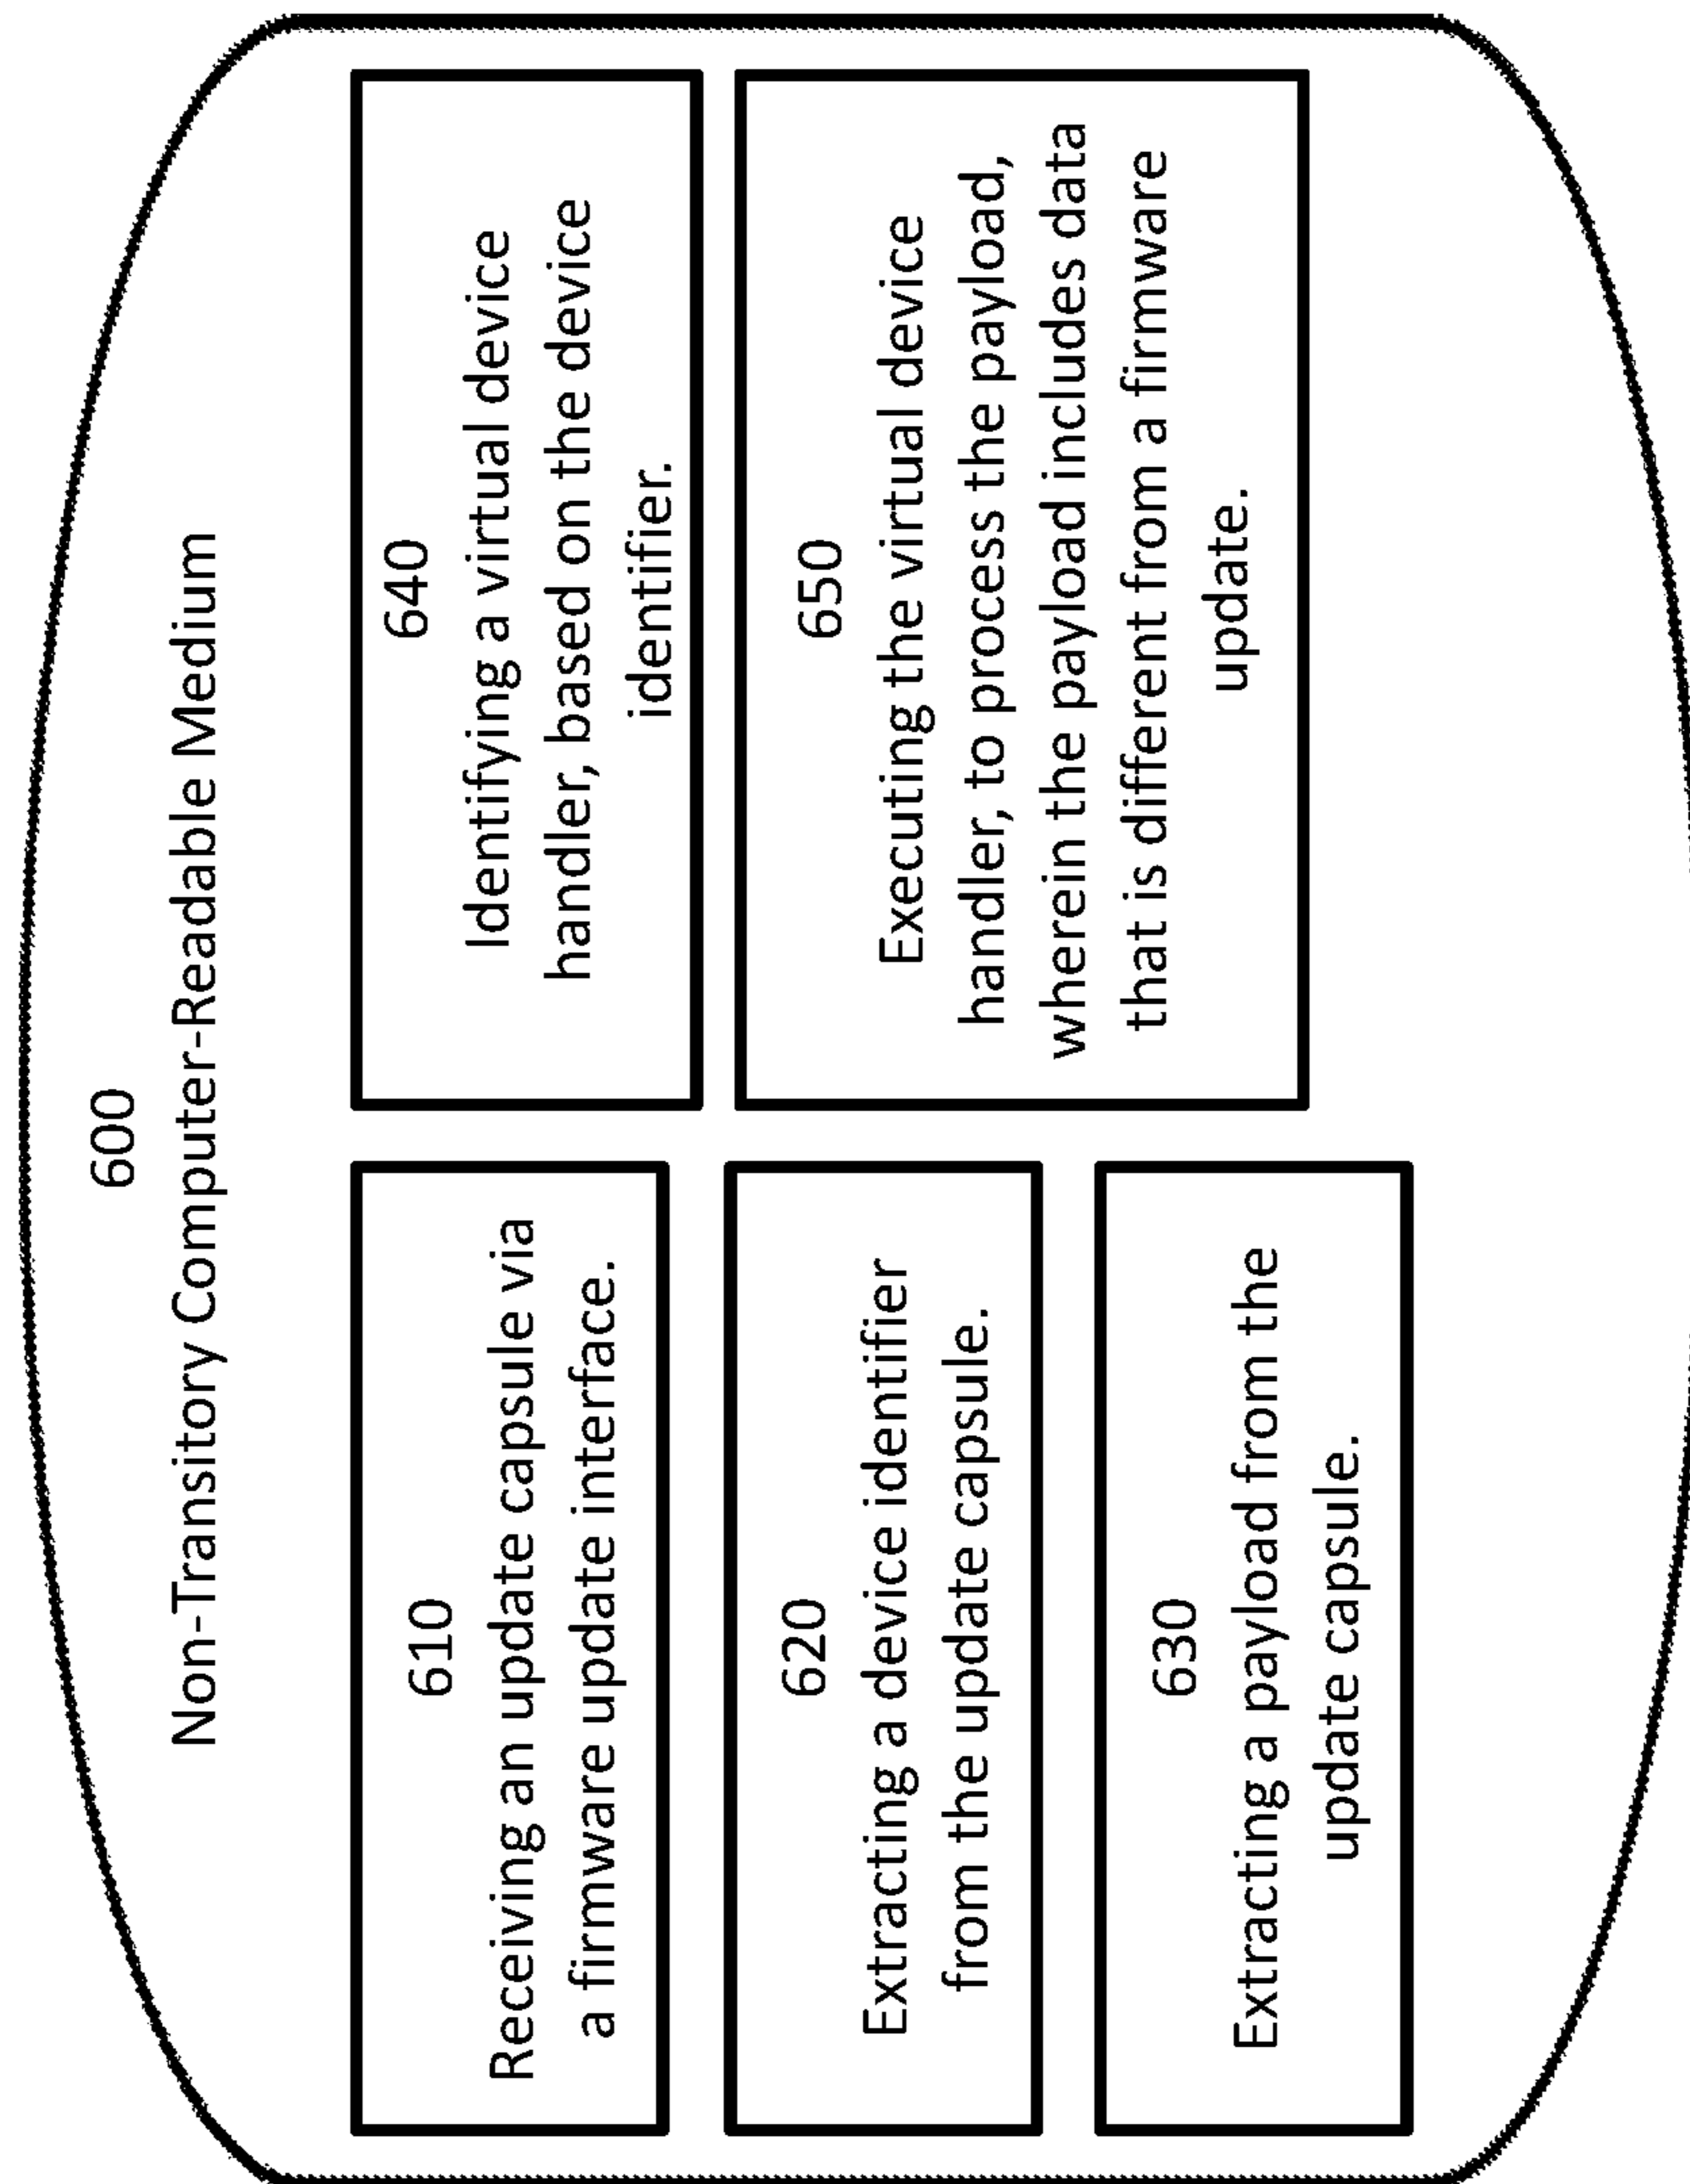 600
Non-Transitory Computer-Readable Medium
610
Receiving an update capsule via
a firmware update interface.
620
Extracting a device identifier
from the update capsule.
630
Extracting a payload from the
update capsule.
640
Identifying a virtual device
handler, based on the device
identifier.
650
Executing the virtual device
handler, to process the payload,
wherein the payload includes data
that is different from a firmware
update.